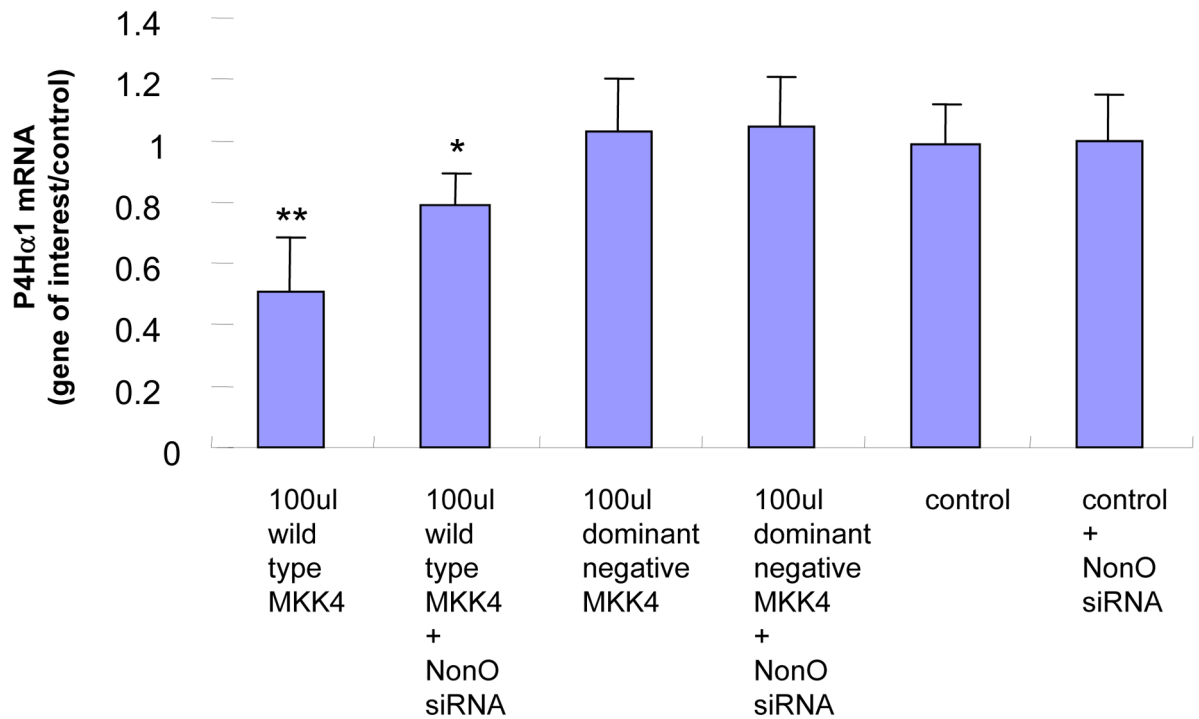 P4Hα1 mRNA
(gene of interest/control)
1.4
1.2
1
0.8
0.6
0.4
0.2
0
**
*
100ul
wild
type
MKK4
100ul
wild
type
MKK4
+
NonO
siRNA
100ul
dominant
negative
MKK4
100ul
dominant
negative
MKK4
+
NonO
siRNA
control
control
+
NonO
siRNA